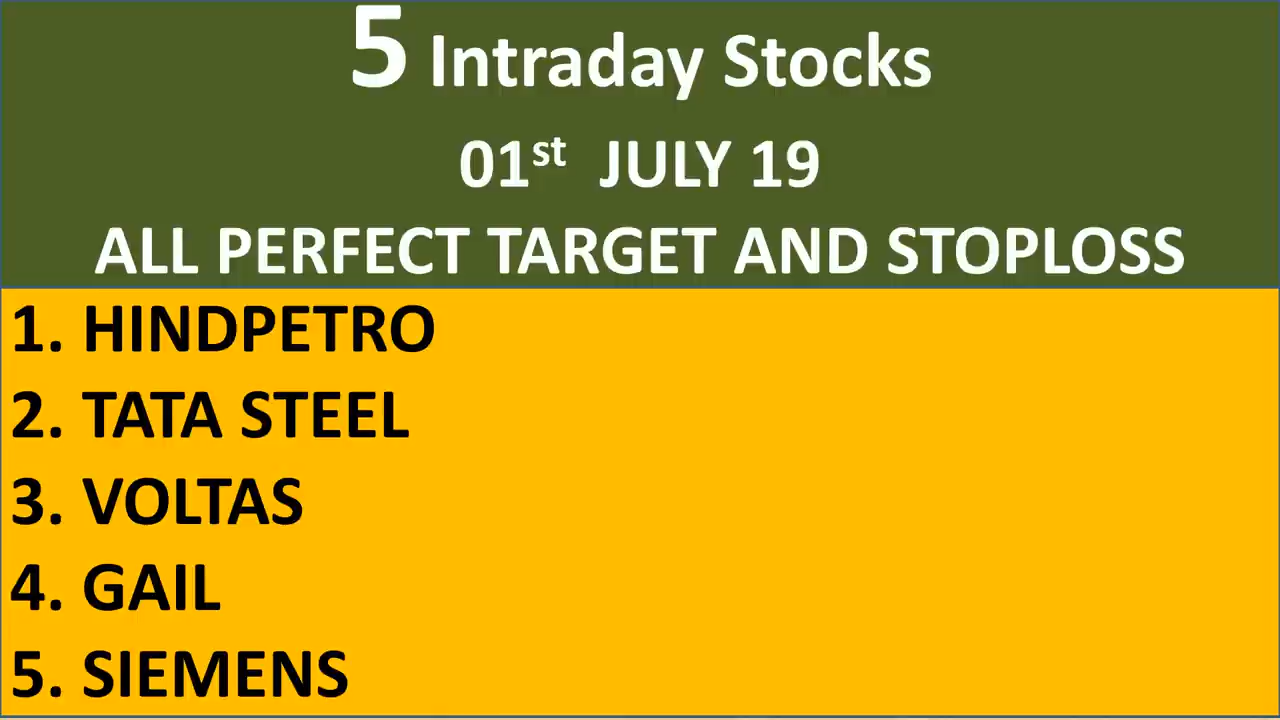 5 Intraday Stocks
01st JULY 19
ALL PERFECT TARGET AND STOPLOSS
1. HINDPETRO
2. TATA STEEL
3. VOLTAS
4. GAIL
5. SIEMENS